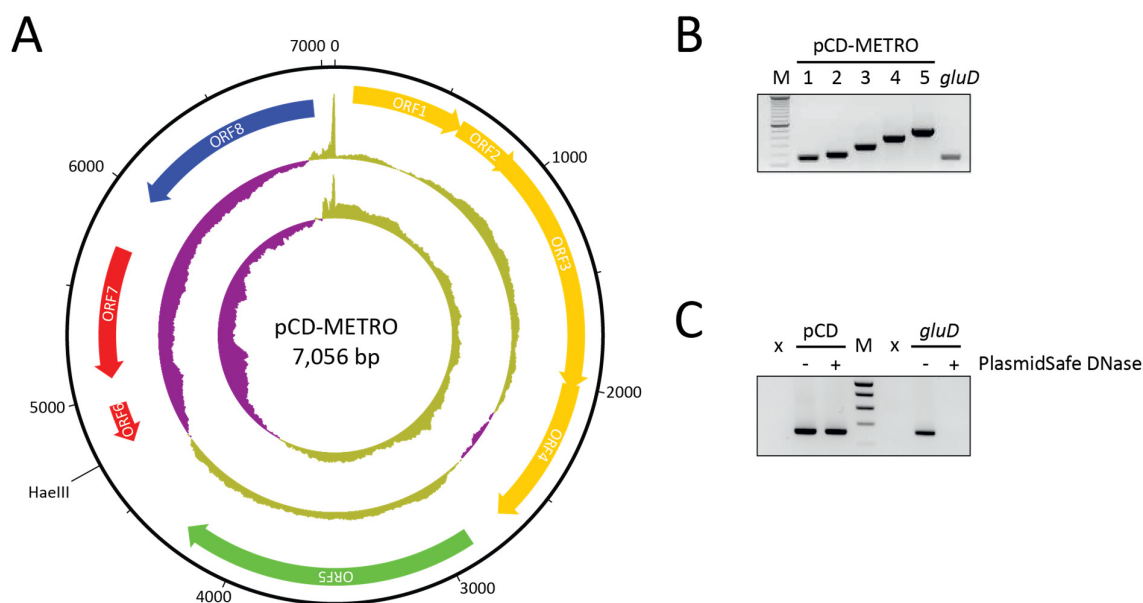 A
7000 0
1000
2000
3000
4000
5000
6000
HaeIII
ORF1
ORF2
ORF3
ORF4
ORF5
ORF6
ORF7
ORF8
pCD-METRO
7,056 bp
B
pCD-METRO
M 1 2 3 4 5 gluD
C
x pCD M x gluD
- + - + PlasmidSafe DNase